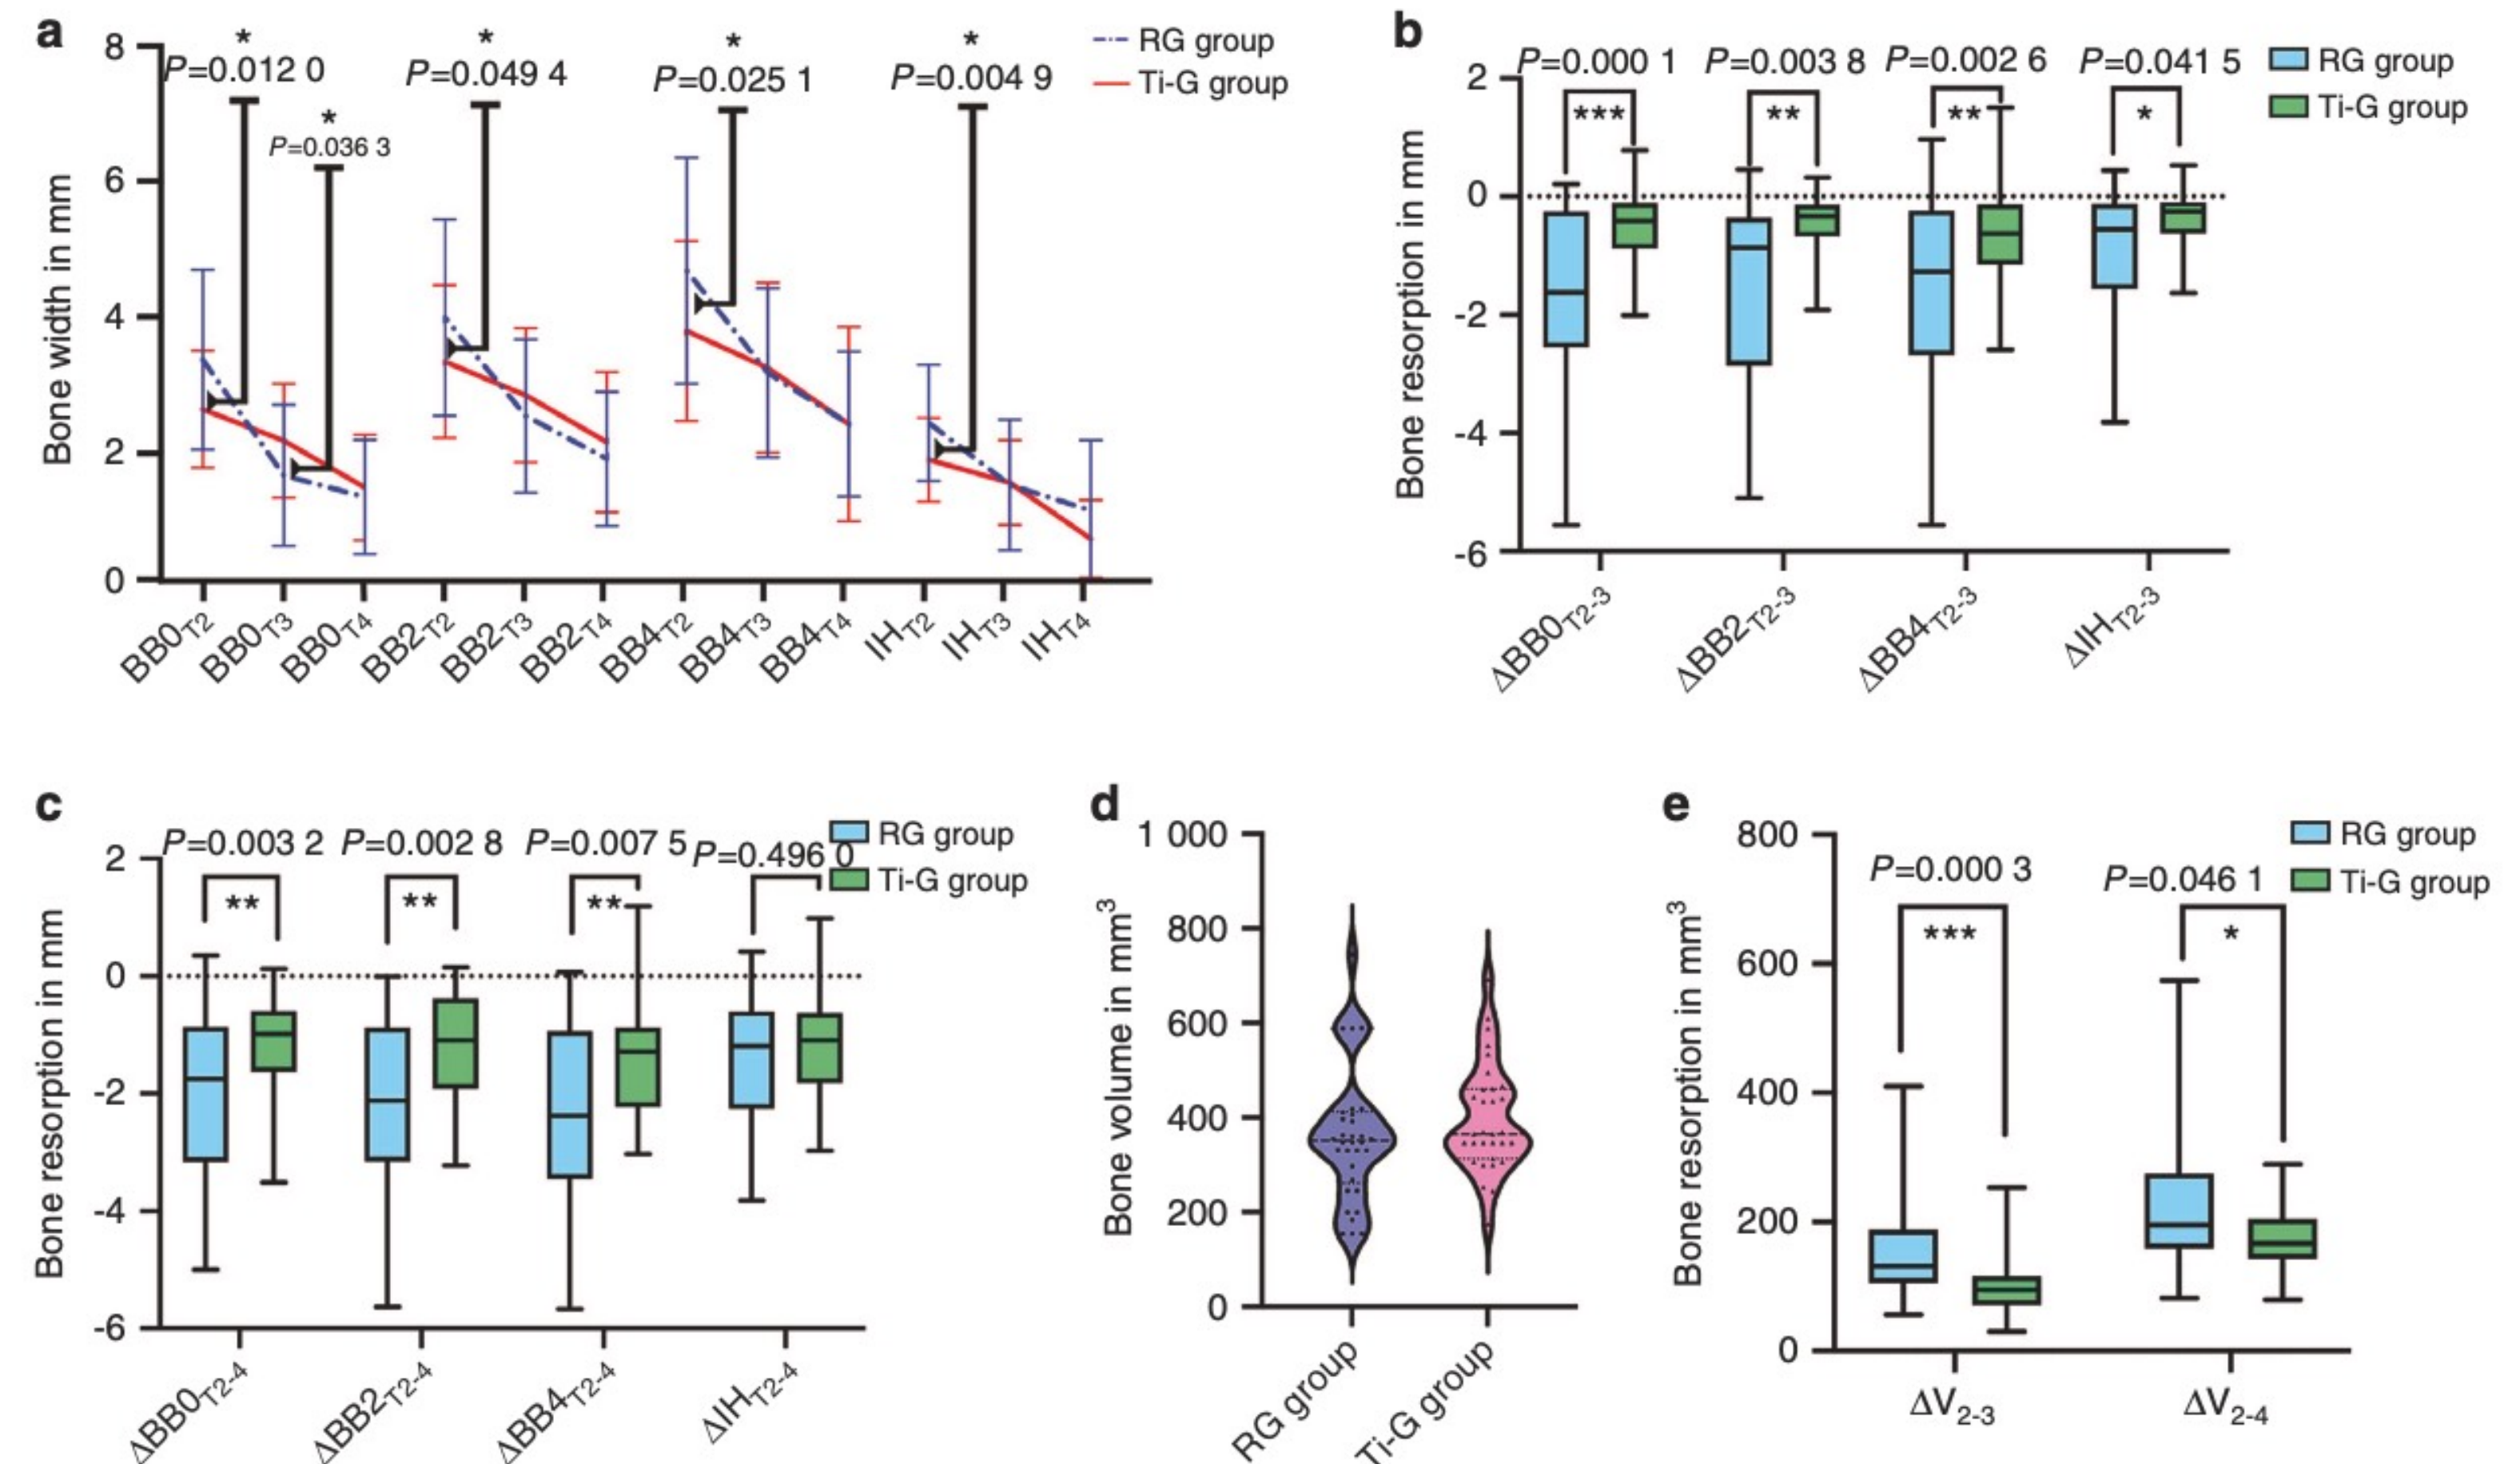 a
Bone width in mm
8
6
4
2
0
*
P=0.012 0
*
P=0.036 3
*
P=0.049 4
*
P=0.025 1
*
P=0.004 9
RG group
Ti-G group
BB0T2
BB0T3
BB0T4
BB2T2
BB2T3
BB2T4
BB4T2
BB4T3
BB4T4
IHT2
IHT3
IHT4
b
Bone resorption in mm
2
0
-2
-4
-6
P=0.000 1
***
P=0.003 8
**
P=0.002 6
**
P=0.041 5
*
RG group
Ti-G group
ΔBB0T2-3
ΔBB2T2-3
ΔBB4T2-3
ΔIHT2-3
c
Bone resorption in mm
2
0
-2
-4
-6
P=0.003 2
**
P=0.002 8
**
P=0.007 5
**
P=0.496 0
RG group
Ti-G group
ΔBB0T2-4
ΔBB2T2-4
ΔBB4T2-4
ΔIHT2-4
d
Bone volume in mm3
1 000
800
600
400
200
0
RG group
Ti-G group
e
Bone resorption in mm3
800
600
400
200
0
P=0.000 3
***
P=0.046 1
*
RG group
Ti-G group
ΔV2-3
ΔV2-4